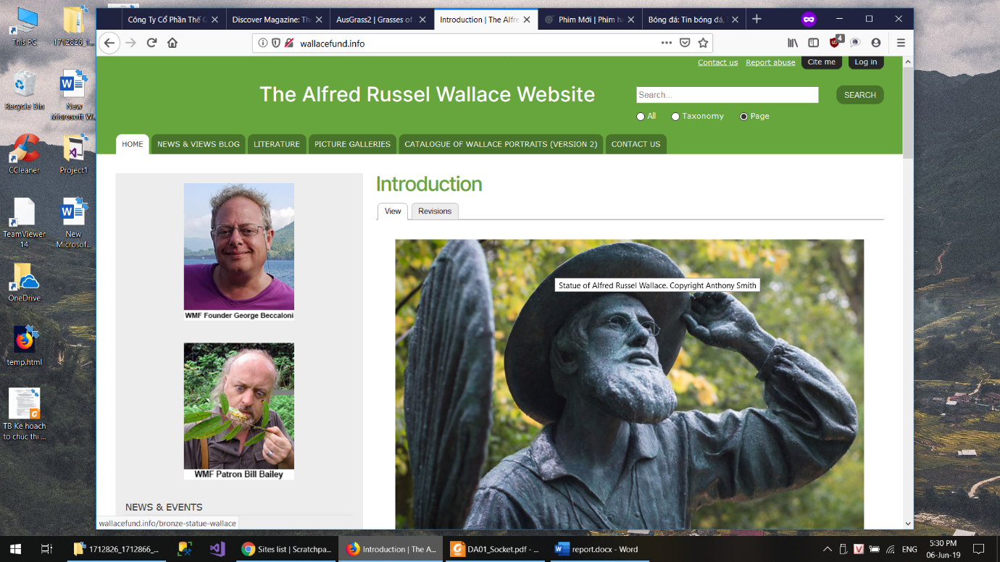 This PC
1712826_1...
Recycle Bin
New
Microsoft W...
CCleaner
Project1
TeamViewer
14
New
Microsof...
OneDrive
temp.html
TB Ke hoach
to chuc thi ...
Công Ty Cổ Phần Thế G
Discover Magazine: The
AusGrass2 | Grasses of
Introduction | The Alfre
Phim Mới | Phim ha
Bóng đá: Tin bóng đá,
wallacefund.info
4
Contact us
Report abuse
Cite me
Log in
The Alfred Russel Wallace Website
Search...
SEARCH
All
Taxonomy
Page
HOME
NEWS & VIEWS BLOG
LITERATURE
PICTURE GALLERIES
CATALOGUE OF WALLACE PORTRAITS (VERSION 2)
CONTACT US
WMF Founder George Beccaloni
WMF Patron Bill Bailey
NEWS & EVENTS
Introduction
View
Revisions
Statue of Alfred Russel Wallace. Copyright Anthony Smith
wallacefund.info/bronze-statue-wallace
1712826_1712866_...
Sites list | Scratchpa...
Introduction | The A...
DA01_Socket.pdf - ...
report.docx - Word
ENG
5:30 PM
06-Jun-19